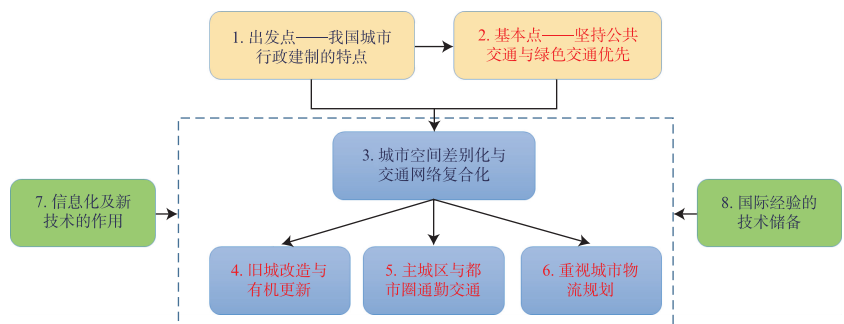 1. 出发点——我国城市
行政建制的特点
2. 基本点——坚持公共
交通与绿色交通优先
3. 城市空间差别化与
交通网络复合化
7. 信息化及新
技术的作用
8. 国际经验的
技术储备
4. 旧城改造与
有机更新
5. 主城区与都
市圈通勤交通
6. 重视城市物
流规划